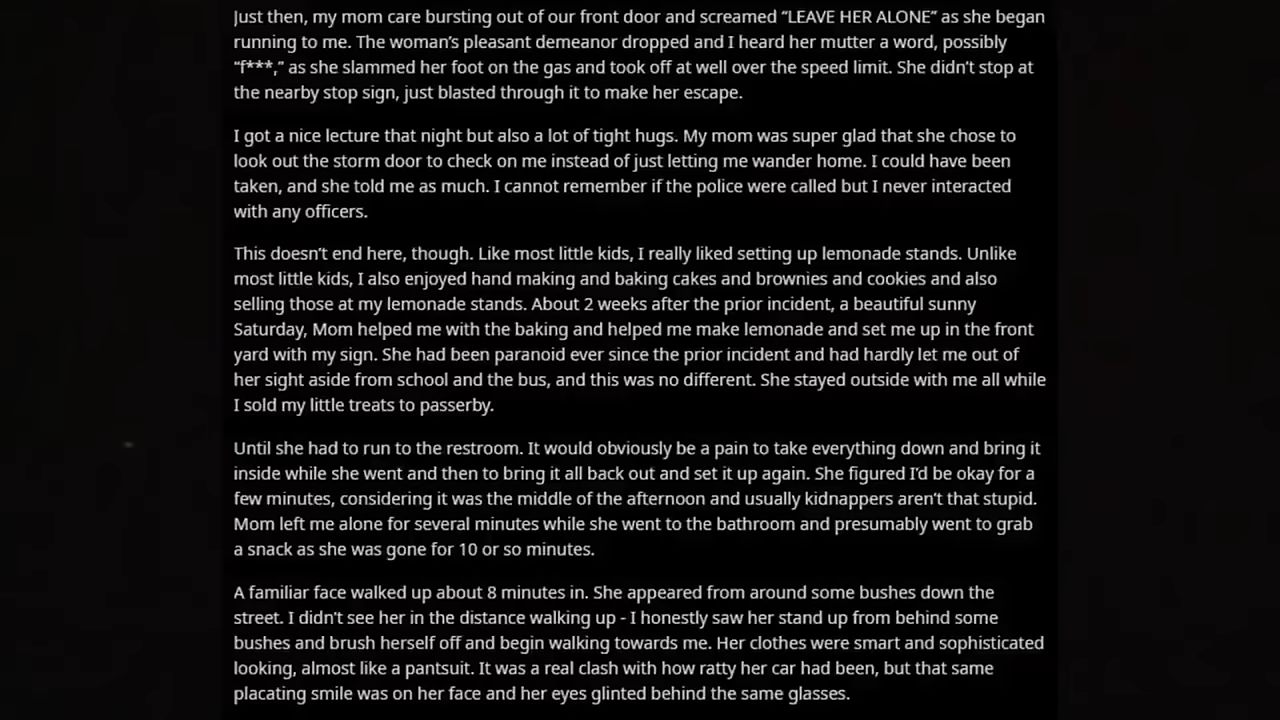 Just then, my mom care bursting out of our front door and screamed “LEAVE HER ALONE” as she began
running to me. The woman’s pleasant demeanor dropped and I heard her mutter a word, possibly
“f***,” as she slammed her foot on the gas and took off at well over the speed limit. She didn’t stop at
the nearby stop sign, just blasted through it to make her escape.
I got a nice lecture that night but also a lot of tight hugs. My mom was super glad that she chose to
look out the storm door to check on me instead of just letting me wander home. I could have been
taken, and she told me as much. I cannot remember if the police were called but I never interacted
with any officers.
This doesn’t end here, though. Like most little kids, I really liked setting up lemonade stands. Unlike
most little kids, I also enjoyed hand making and baking cakes and brownies and cookies and also
selling those at my lemonade stands. About 2 weeks after the prior incident, a beautiful sunny
Saturday, Mom helped me with the baking and helped me make lemonade and set me up in the front
yard with my sign. She had been paranoid ever since the prior incident and had hardly let me out of
her sight aside from school and the bus, and this was no different. She stayed outside with me all while
I sold my little treats to passerby.
Until she had to run to the restroom. It would obviously be a pain to take everything down and bring it
inside while she went and then to bring it all back out and set it up again. She figured I’d be okay for a
few minutes, considering it was the middle of the afternoon and usually kidnappers aren’t that stupid.
Mom left me alone for several minutes while she went to the bathroom and presumably went to grab
a snack as she was gone for 10 or so minutes.
A familiar face walked up about 8 minutes in. She appeared from around some bushes down the
street. I didn’t see her in the distance walking up - I honestly saw her stand up from behind some
bushes and brush herself off and begin walking towards me. Her clothes were smart and sophisticated
looking, almost like a pantsuit. It was a real clash with how ratty her car had been, but that same
placating smile was on her face and her eyes glinted behind the same glasses.